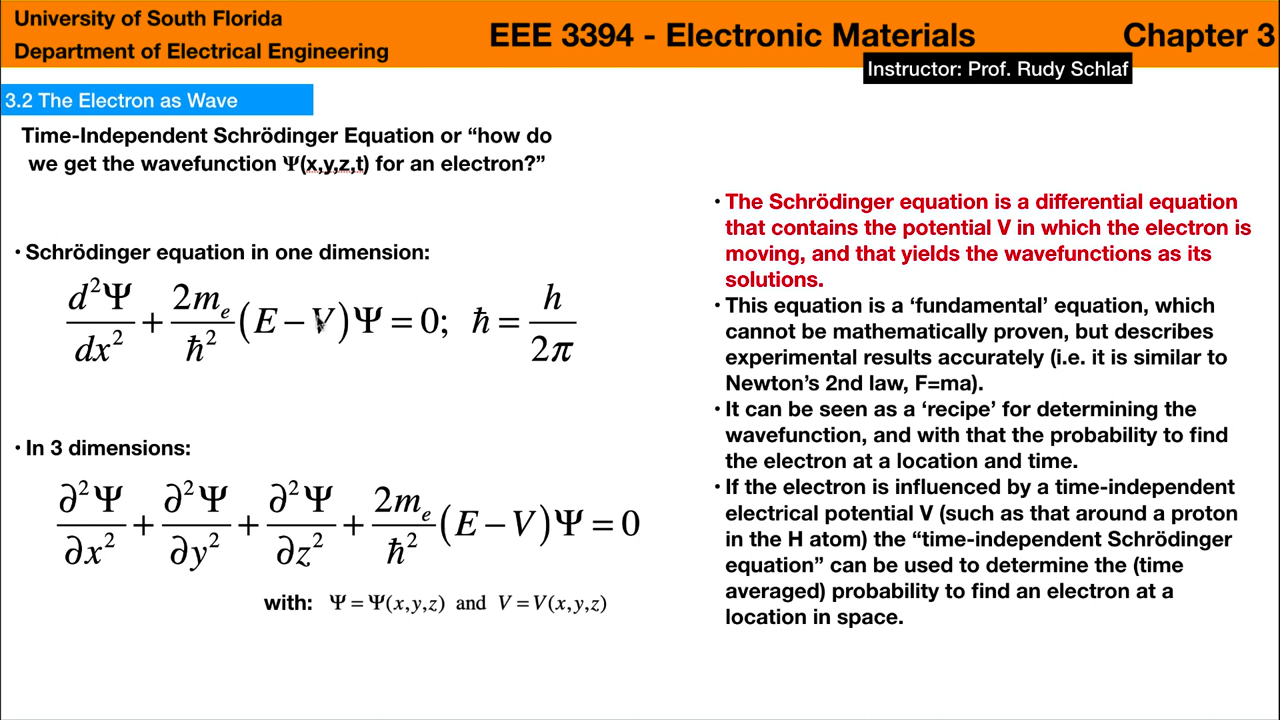 University of South Florida
Department of Electrical Engineering
EEE 3394 - Electronic Materials
Chapter 3
Instructor: Prof. Rudy Schlaf
3.2 The Electron as Wave
Time-Independent Schrödinger Equation or “how do
we get the wavefunction Ψ(x,y,z,t) for an electron?”
• Schrödinger equation in one dimension:
d²Ψ/dx² + 2mₑ/ħ² (E − V)Ψ = 0; ħ = h/2π
• In 3 dimensions:
∂²Ψ/∂x² + ∂²Ψ/∂y² + ∂²Ψ/∂z² + 2mₑ/ħ² (E − V)Ψ = 0
with: Ψ = Ψ(x,y,z) and V = V(x,y,z)
• The Schrödinger equation is a differential equation
that contains the potential V in which the electron is
moving, and that yields the wavefunctions as its
solutions.
• This equation is a ‘fundamental’ equation, which
cannot be mathematically proven, but describes
experimental results accurately (i.e. it is similar to
Newton’s 2nd law, F=ma).
• It can be seen as a ‘recipe’ for determining the
wavefunction, and with that the probability to find
the electron at a location and time.
• If the electron is influenced by a time-independent
electrical potential V (such as that around a proton
in the H atom) the “time-independent Schrödinger
equation” can be used to determine the (time
averaged) probability to find an electron at a
location in space.